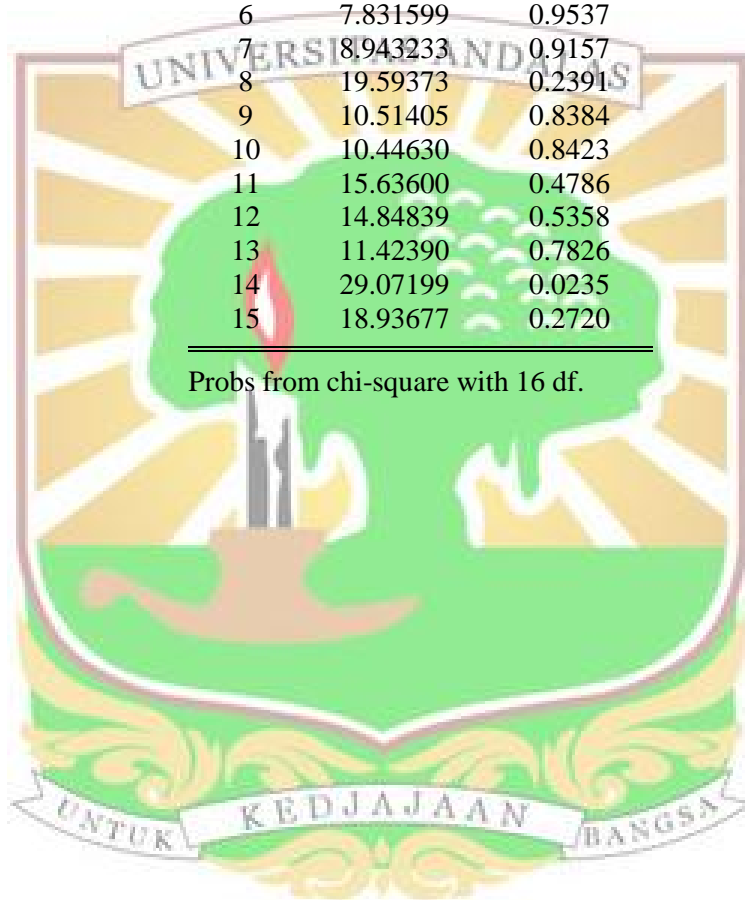 6 7.831599 0.9537
UNIVERSITAS ANDALAS
7 8.943233 0.9157
8 19.59373 0.2391
9 10.51405 0.8384
10 10.44630 0.8423
11 15.63600 0.4786
12 14.84839 0.5358
13 11.42390 0.7826
14 29.07199 0.0235
15 18.93677 0.2720
Probs from chi-square with 16 df.
UNTUK KEDJAJAAN BANGSA